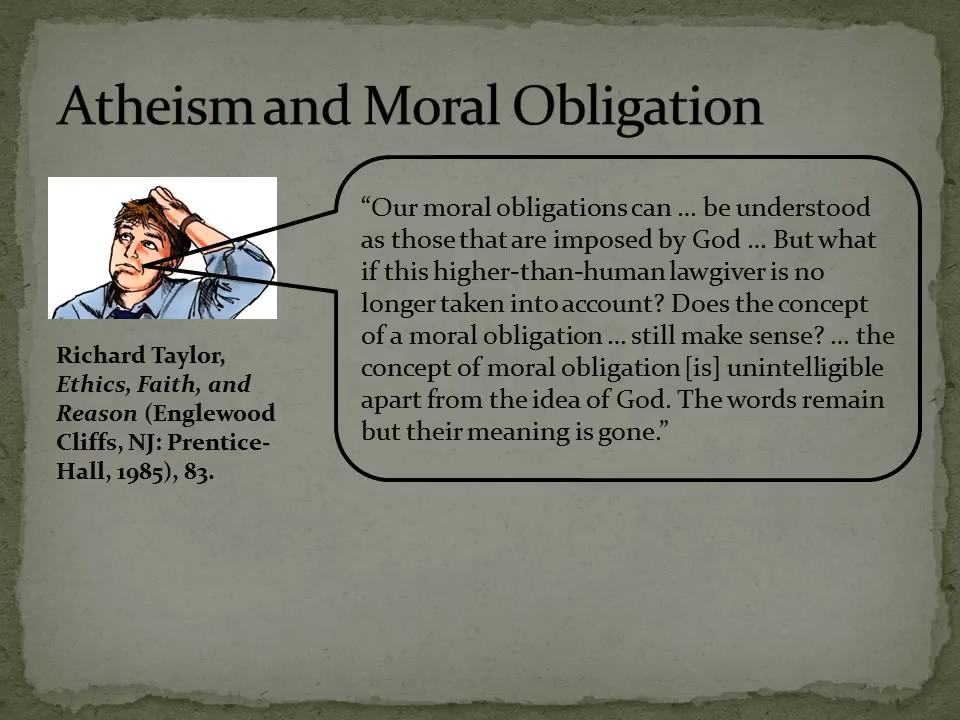 Atheism and Moral Obligation
“Our moral obligations can … be understood
as those that are imposed by God … But what
if this higher-than-human lawgiver is no
longer taken into account? Does the concept
of a moral obligation … still make sense? … the
concept of moral obligation [is] unintelligible
apart from the idea of God. The words remain
but their meaning is gone.”
Richard Taylor,
Ethics, Faith, and
Reason (Englewood
Cliffs, NJ: Prentice-
Hall, 1985), 83.